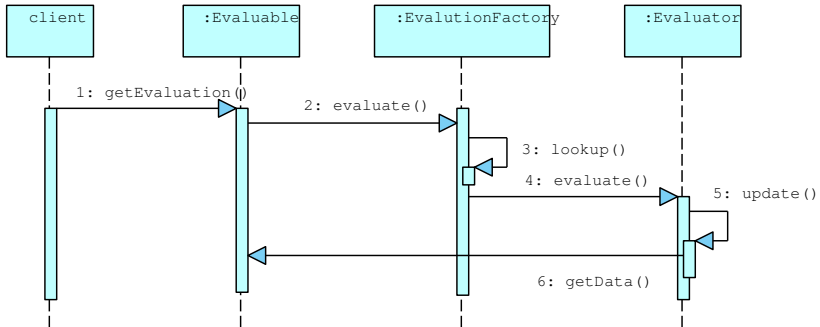 client
:Evaluable
:EvalutionFactory
:Evaluator
1: getEvaluation()
2: evaluate()
3: lookup()
4: evaluate()
5: update()
6: getData()